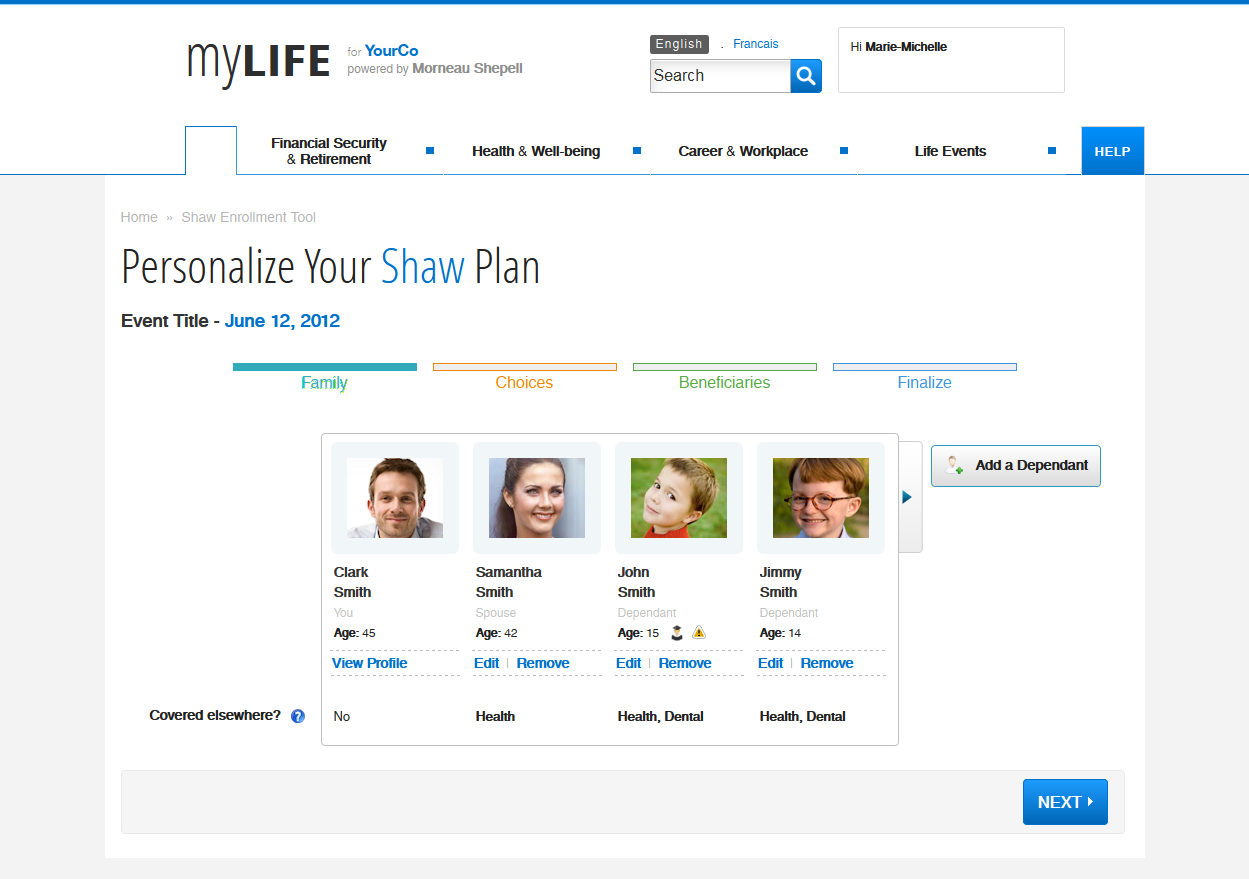 myLIFE for YourCo
powered by Morneau Shepell
English . Francais
Search
Hi Marie-Michelle
Financial Security
& Retirement
Health & Well-being
Career & Workplace
Life Events
HELP
Home » Shaw Enrollment Tool
Personalize Your Shaw Plan
Event Title - June 12, 2012
Family Choices Beneficiaries Finalize
Add a Dependant
Clark Samantha John Jimmy
Smith Smith Smith Smith
You Spouse Dependant Dependant
Age: 45 Age: 42 Age: 15 Age: 14
View Profile Edit | Remove Edit | Remove Edit | Remove
Covered elsewhere? ? No Health Health, Dental Health, Dental
NEXT